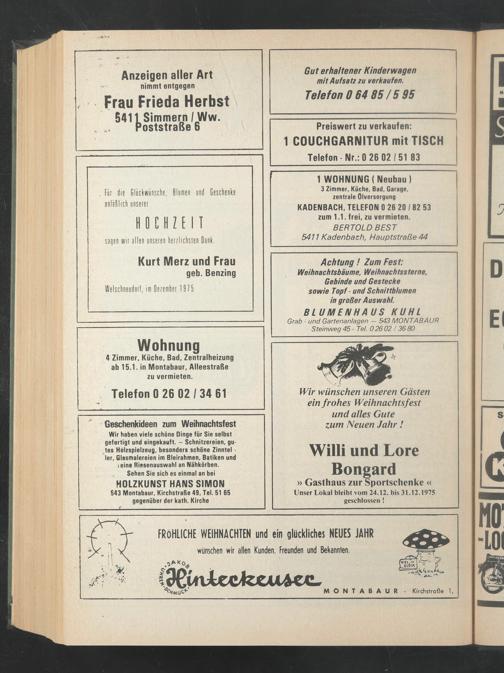 Anzeigen aller Art
nimmt entgegen
Frau Frieda Herbst
5411 Simmern / Ww.
Poststraße 6
Für die Glückwünsche, Blumen und Geschenke
anläßlich unserer
HOCHZEIT
sagen wir allen unseren herzlichsten Dank.
Kurt Merz und Frau
geb. Benzing
Welschneudorf, im Dezember 1975
Wohnung
4 Zimmer, Küche, Bad, Zentralheizung
ab 15.1. in Montabaur, Alleestraße
zu vermieten.
Telefon 0 26 02 / 34 61
Geschenkideen zum Weihnachtsfest
Wir haben viele schöne Dinge für Sie selbst
gefertigt und eingekauft. – Schnitzereien, gu-
tes Holzspielzeug, besonders schöne Zinntel-
ler, Glasmalereien im Bleirahmen, Batiken und
eine Riesenauswahl an Nähkörben.
Sehen Sie sich es einmal an bei
HOLZKUNST HANS SIMON
543 Montabaur, Kirchstraße 49, Tel. 51 65
gegenüber der kath. Kirche
Gut erhaltener Kinderwagen
mit Aufsatz zu verkaufen.
Telefon 0 64 85 / 5 95
Preiswert zu verkaufen:
1 COUCHGARNITUR mit TISCH
Telefon - Nr.: 0 26 02 / 51 83
1 WOHNUNG ( Neubau )
3 Zimmer, Küche, Bad, Garage,
zentrale Ölversorgung
KADENBACH, TELEFON 0 26 20 / 82 53
zum 1.1. frei, zu vermieten.
BERTOLD BEST
5411 Kadenbach, Hauptstraße 44
Achtung ! Zum Fest:
Weihnachtsbäume, Weihnachtssterne,
Gebinde und Gestecke
sowie Topf - und Schnittblumen
in großer Auswahl.
BLUMENHAUS KUHL
Grab - und Gartenanlagen – 543 MONTABAUR
Steinweg 45 - Tel. 0 26 02 / 36 80
Wir wünschen unseren Gästen
ein frohes Weihnachtsfest
und alles Gute
zum Neuen Jahr !
Willi und Lore
Bongard
» Gasthaus zur Sportschenke «
Unser Lokal bleibt vom 24.12. bis 31.12.1975
geschlossen !
FRÖHLICHE WEIHNACHTEN und ein glückliches NEUES JAHR
wünschen wir allen Kunden, Freunden und Bekannten.
JAKOB
Hinteckeuser
MONTABAUR - Kirchstraße 1,